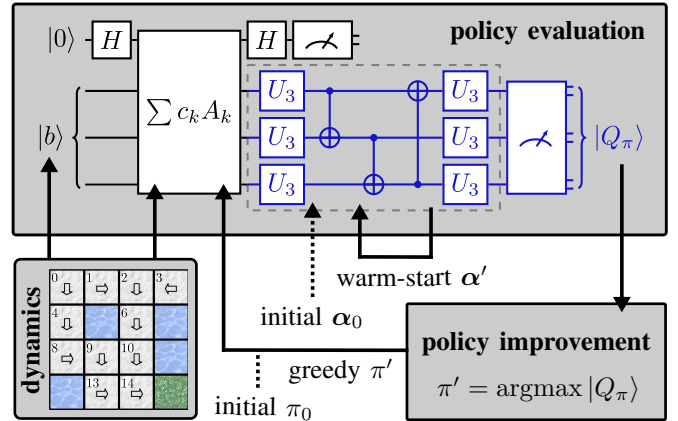 policy evaluation
|0⟩ H H
∑ c_k A_k
U_3 U_3
|b⟩ U_3 U_3 |Q_π⟩
U_3 U_3
warm-start α'
initial α_0
dynamics
0 1 2 3
4 6
8 9 10
13 14
greedy π'
initial π_0
policy improvement
π' = argmax |Q_π⟩